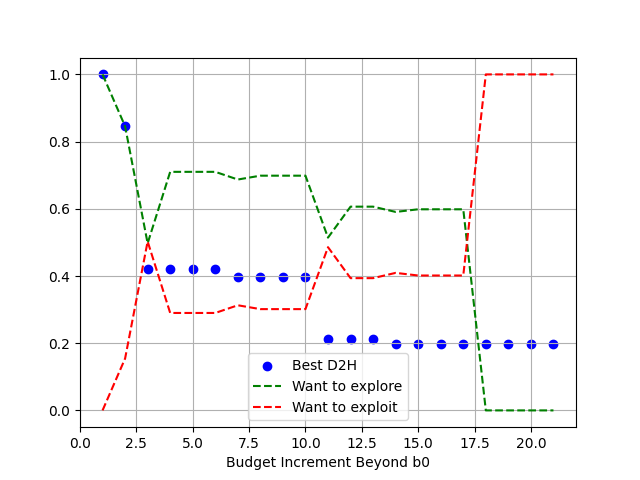 1.0
0.8
0.6
0.4
0.2
0.0
Best D2H
Want to explore
Want to exploit
0.0 2.5 5.0 7.5 10.0 12.5 15.0 17.5 20.0
Budget Increment Beyond b0